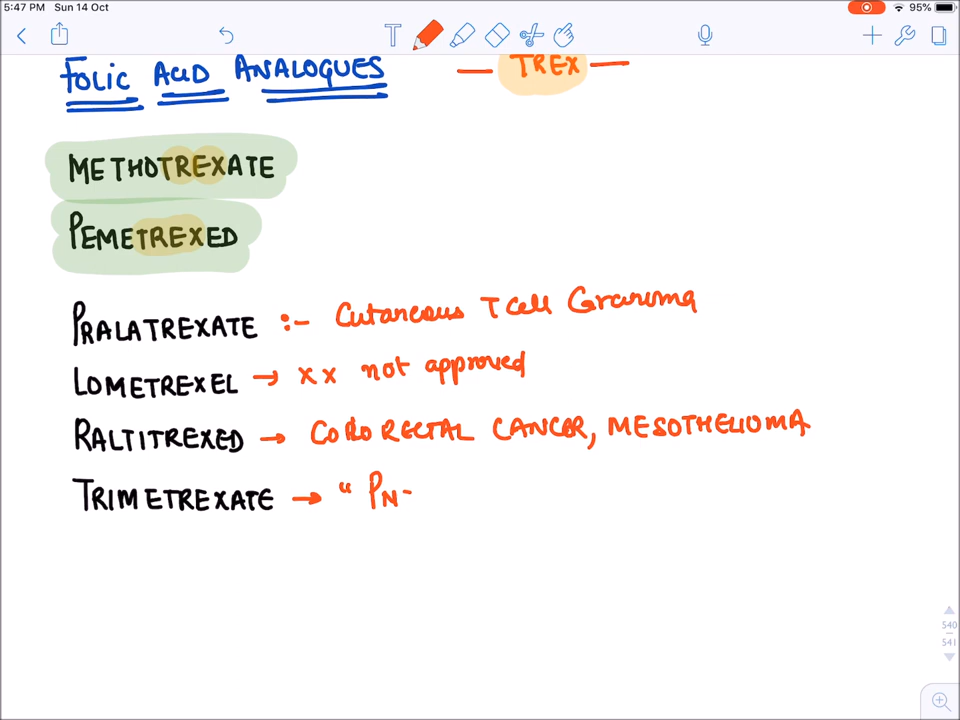 5:47 PM Sun 14 Oct 95%
T
FOLIC ACID ANALOGUES — TREX —
METHOTREXATE
PEMETREXED
PRALATREXATE :- Cutaneous T Cell Carcinoma
LOMETREXEL → xx not approved
RALTITREXED → COLORECTAL CANCER, MESOTHELIOMA
TRIMETREXATE → " PN-
540
541